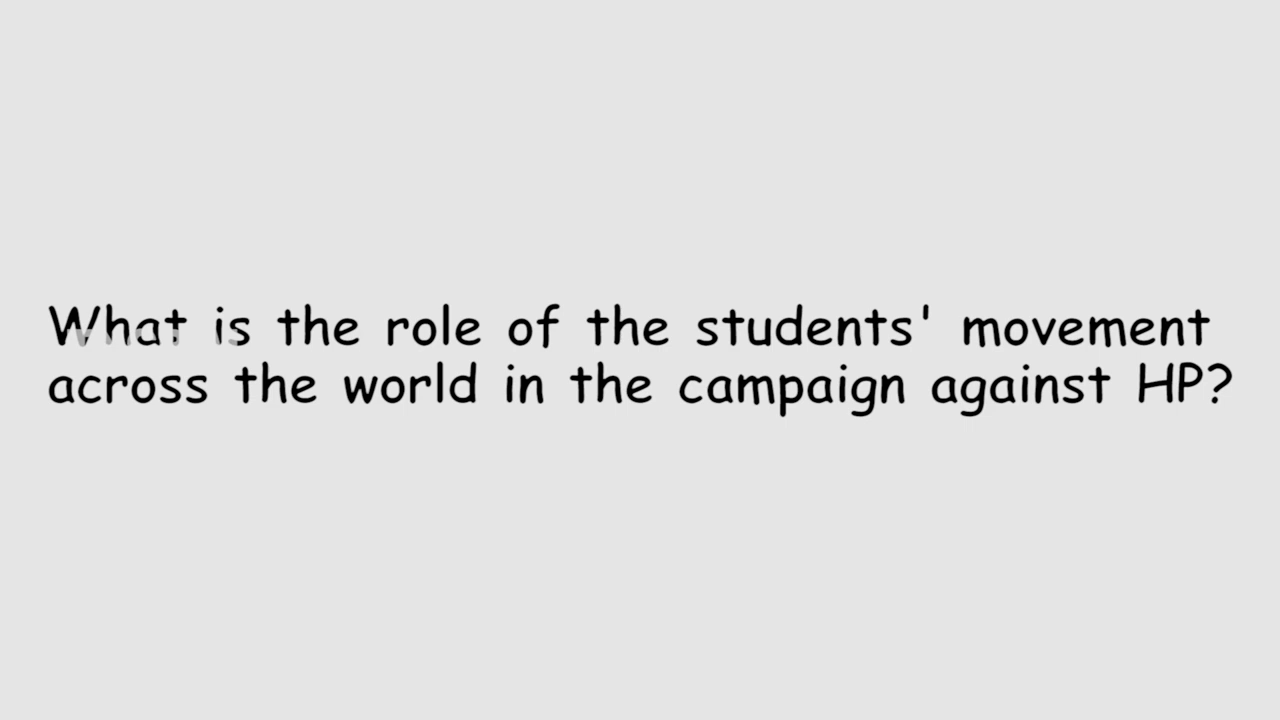 What is the role of the students' movement
across the world in the campaign against HP?